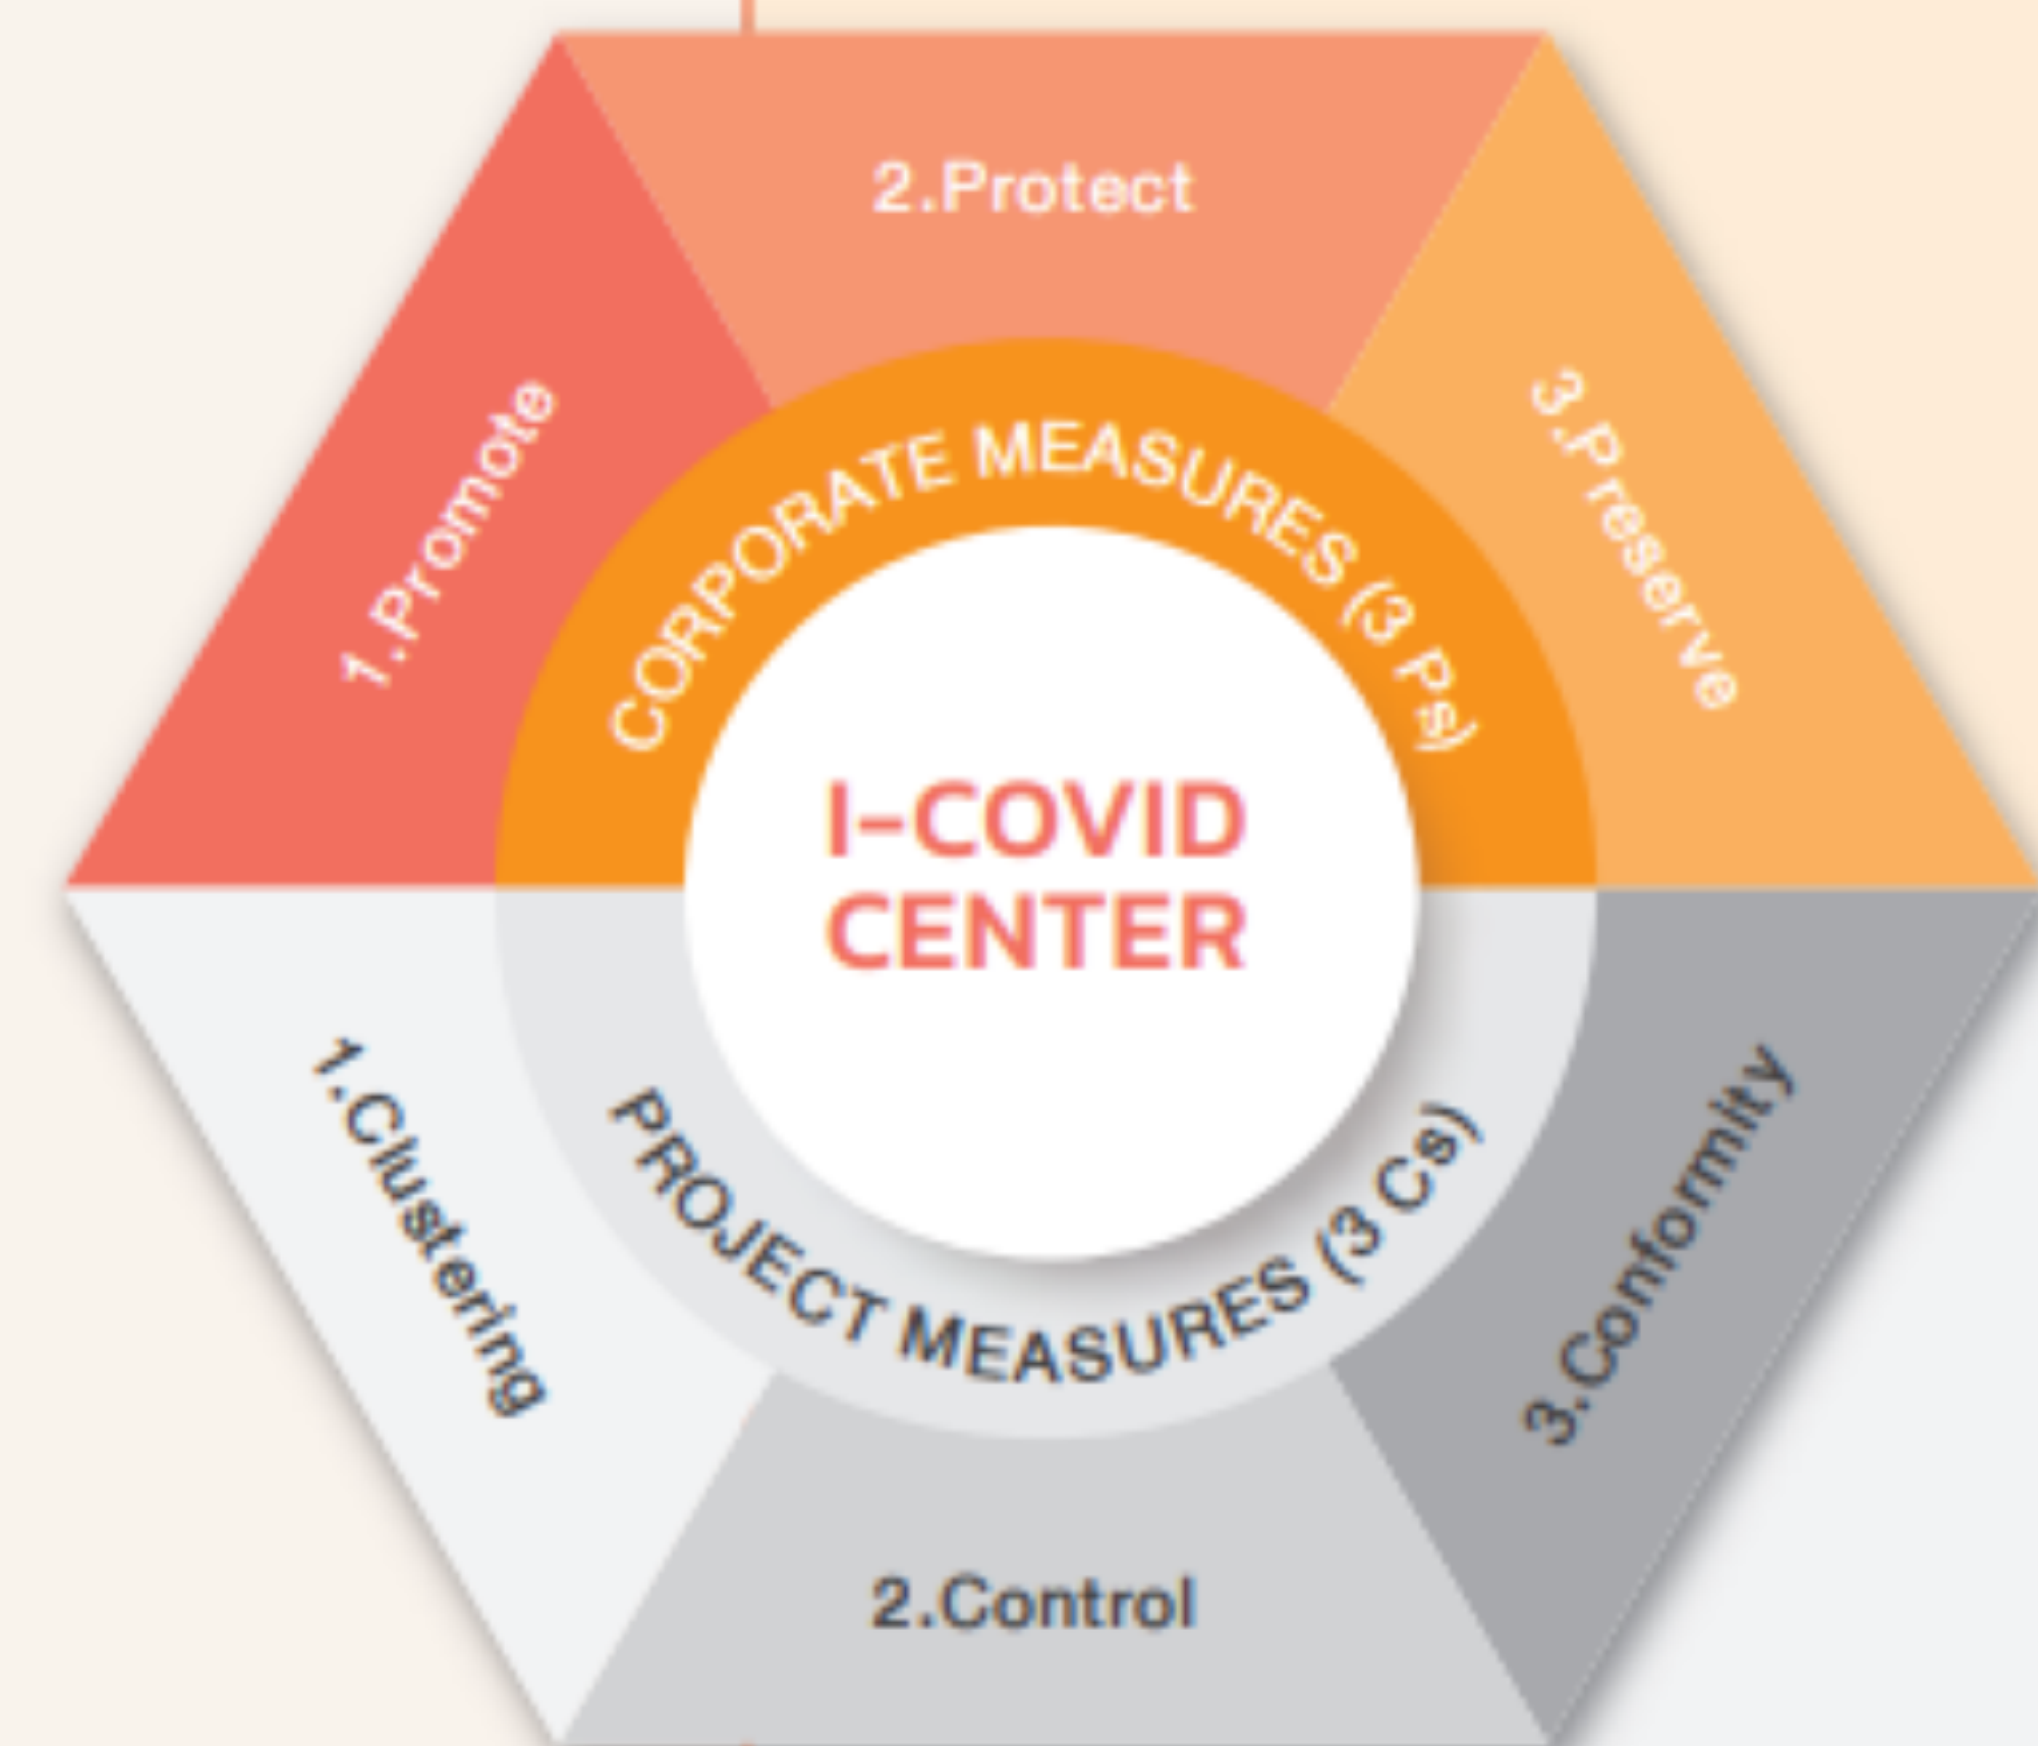 2.Protect
1.Promote
3.Preserve
CORPORATE MEASURES (3 Ps)
I-COVID
CENTER
PROJECT MEASURES (3 Cs)
1.Clustering
2.Control
3.Conformity